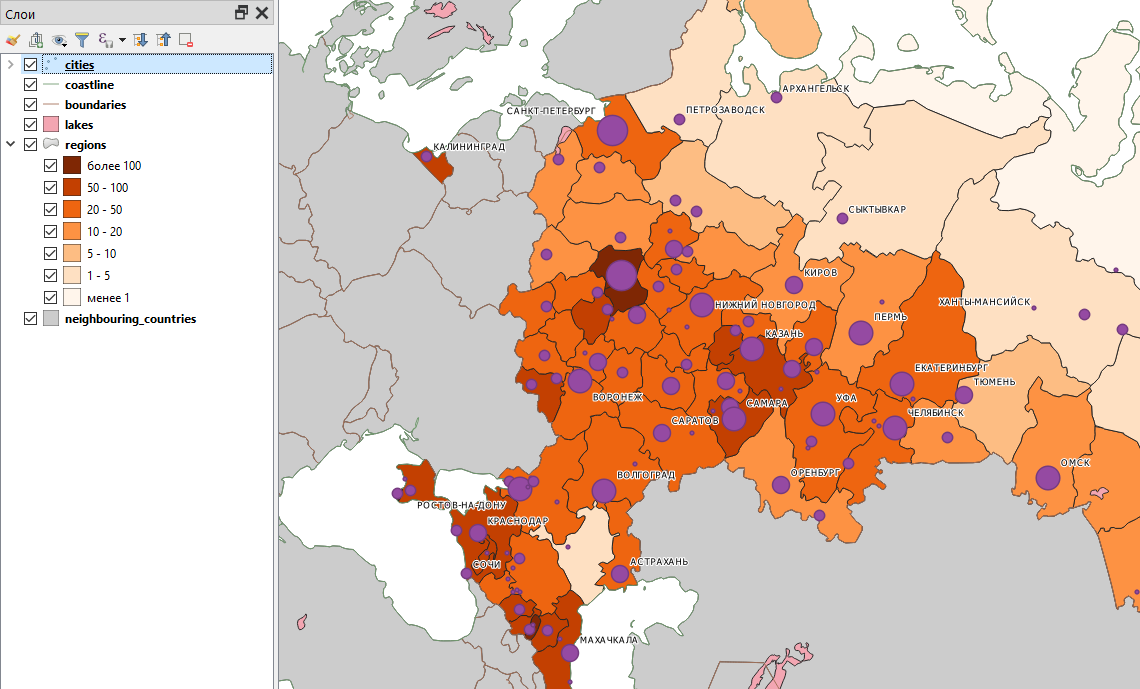 Слои
cities
coastline
boundaries
lakes
regions
более 100
50 - 100
20 - 50
10 - 20
5 - 10
1 - 5
менее 1
neighbouring_countries
АРХАНГЕЛЬСК
САНКТ-ПЕТЕРБУРГ
ПЕТРОЗАВОДСК
КАЛИНИНГРАД
СЫКТЫВКАР
КИРОВ
ХАНТЫ-МАНСИЙСК
НИЖНИЙ НОВГОРОД
ПЕРМЬ
КАЗАНЬ
ЕКАТЕРИНБУРГ
ТЮМЕНЬ
ВОРОНЕЖ
УФА
САМАРА
ЧЕЛЯБИНСК
САРАТОВ
ОМСК
ОРЕНБУРГ
ВОЛГОГРАД
РОСТОВ-НА-ДОНУ
КРАСНОДАР
СОЧИ
АСТРАХАНЬ
МАХАЧКАЛА